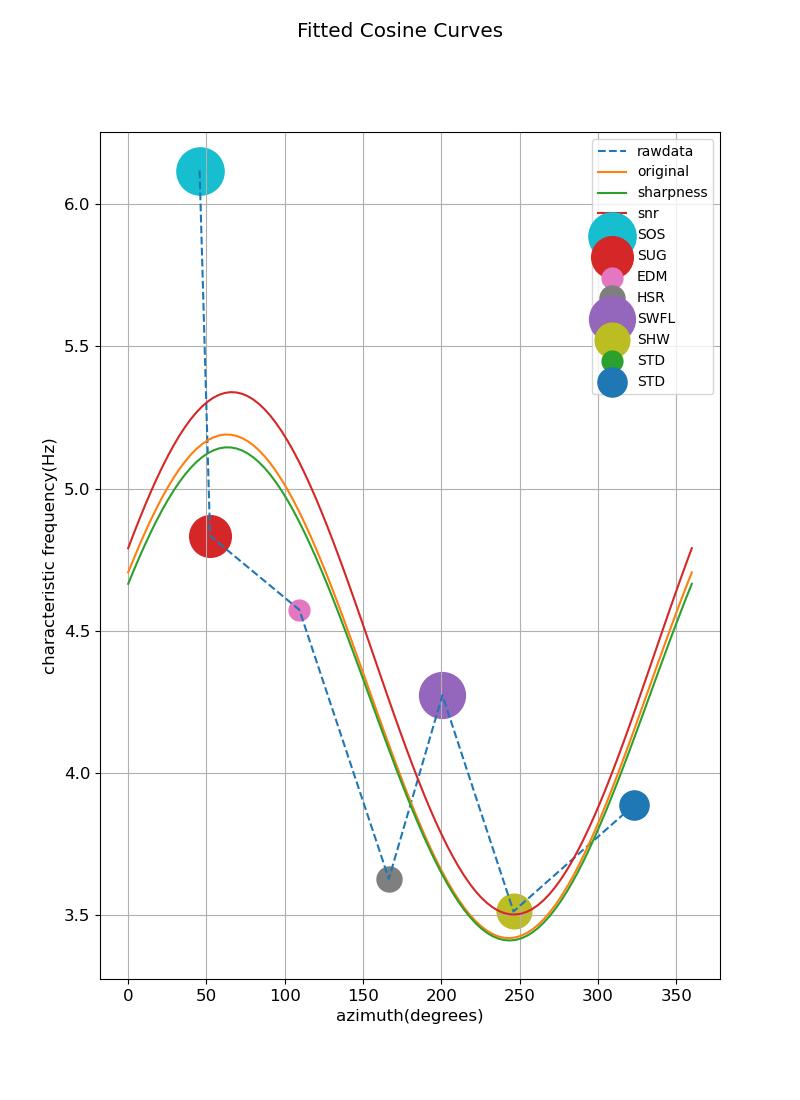 Fitted Cosine Curves
rawdata
original
sharpness
snr
SOS
SUG
EDM
HSR
SWFL
SHW
STD
STD
characteristic frequency(Hz)
6.0
5.5
5.0
4.5
4.0
3.5
0 50 100 150 200 250 300 350
azimuth(degrees)